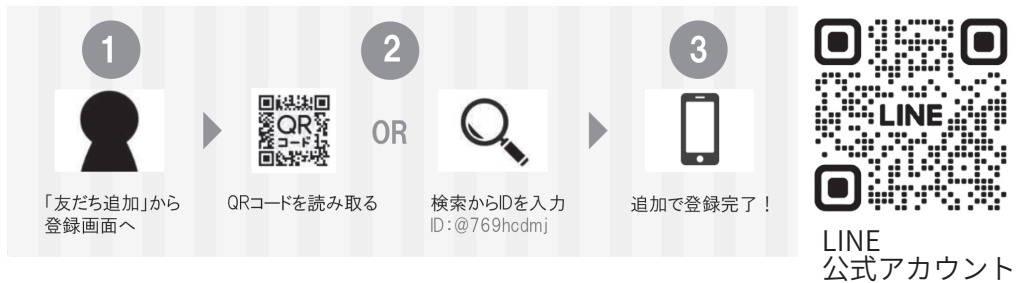 1
「友だち追加」から
登録画面へ
2
QR
コード
QRコードを読み取る
OR
検索からIDを入力
ID:@769hcdmj
3
追加で登録完了!
LINE
LINE
公式アカウント